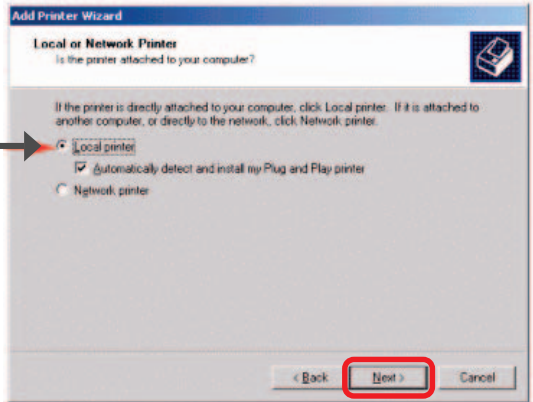 Add Printer Wizard
Local or Network Printer
Is the printer attached to your computer?
If the printer is directly attached to your computer, click Local printer. If it is attached to
another computer, or directly to the network, click Network printer.
Local printer
Automatically detect and install my Plug and Play printer
Network printer
< Back
Next >
Cancel